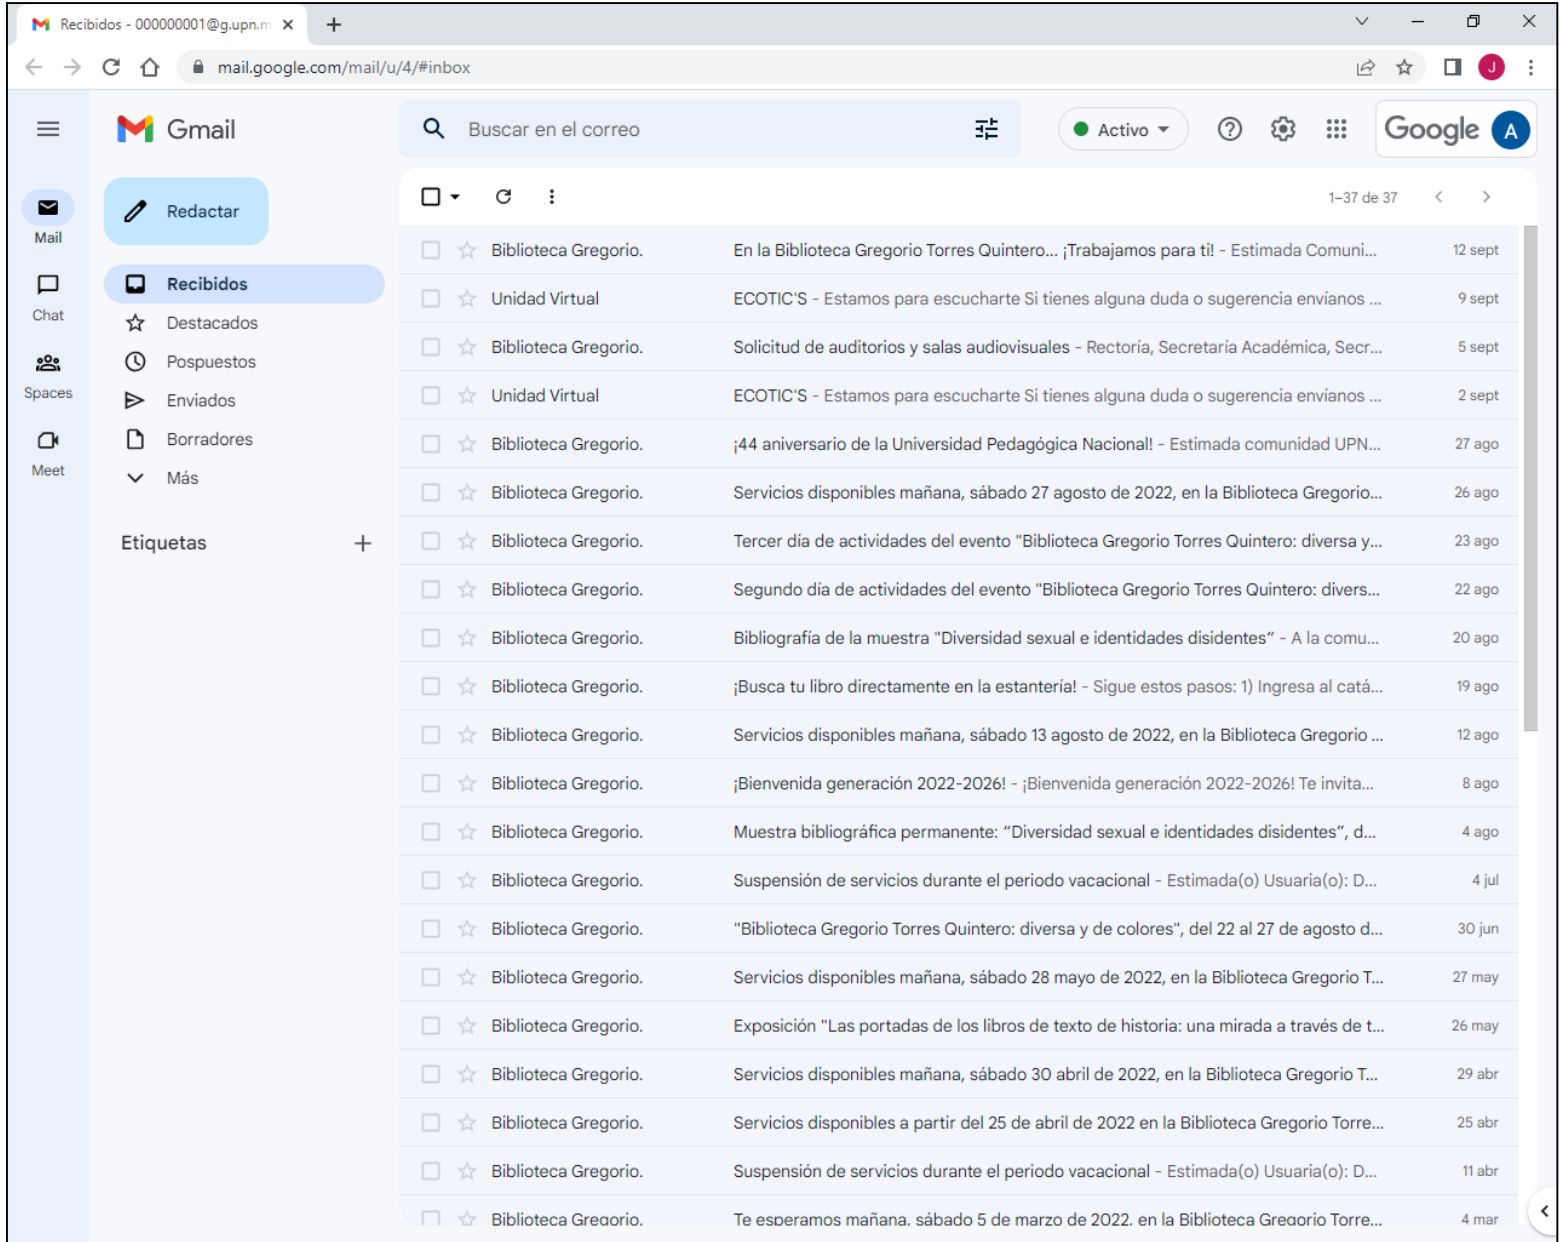 Recibidos - 000000001@g.upn.m
mail.google.com/mail/u/4/#inbox
J
Gmail
Buscar en el correo
Activo
Google
A
Redactar
1–37 de 37
Mail
Chat
Spaces
Meet
Recibidos
Destacados
Pospuestos
Enviados
Borradores
Más
Etiquetas
Biblioteca Gregorio. En la Biblioteca Gregorio Torres Quintero... ¡Trabajamos para ti! - Estimada Comuni... 12 sept
Unidad Virtual ECOTIC'S - Estamos para escucharte Si tienes alguna duda o sugerencia envíanos ... 9 sept
Biblioteca Gregorio. Solicitud de auditorios y salas audiovisuales - Rectoría, Secretaría Académica, Secr... 5 sept
Unidad Virtual ECOTIC'S - Estamos para escucharte Si tienes alguna duda o sugerencia envíanos ... 2 sept
Biblioteca Gregorio. ¡44 aniversario de la Universidad Pedagógica Nacional! - Estimada comunidad UPN... 27 ago
Biblioteca Gregorio. Servicios disponibles mañana, sábado 27 agosto de 2022, en la Biblioteca Gregorio... 26 ago
Biblioteca Gregorio. Tercer día de actividades del evento "Biblioteca Gregorio Torres Quintero: diversa y... 23 ago
Biblioteca Gregorio. Segundo día de actividades del evento "Biblioteca Gregorio Torres Quintero: divers... 22 ago
Biblioteca Gregorio. Bibliografía de la muestra "Diversidad sexual e identidades disidentes” - A la comu... 20 ago
Biblioteca Gregorio. ¡Busca tu libro directamente en la estantería! - Sigue estos pasos: 1) Ingresa al catá... 19 ago
Biblioteca Gregorio. Servicios disponibles mañana, sábado 13 agosto de 2022, en la Biblioteca Gregorio ... 12 ago
Biblioteca Gregorio. ¡Bienvenida generación 2022-2026! - ¡Bienvenida generación 2022-2026! Te invita... 8 ago
Biblioteca Gregorio. Muestra bibliográfica permanente: “Diversidad sexual e identidades disidentes”, d... 4 ago
Biblioteca Gregorio. Suspensión de servicios durante el periodo vacacional - Estimada(o) Usuaria(o): D... 4 jul
Biblioteca Gregorio. "Biblioteca Gregorio Torres Quintero: diversa y de colores", del 22 al 27 de agosto d... 30 jun
Biblioteca Gregorio. Servicios disponibles mañana, sábado 28 mayo de 2022, en la Biblioteca Gregorio T... 27 may
Biblioteca Gregorio. Exposición "Las portadas de los libros de texto de historia: una mirada a través de t... 26 may
Biblioteca Gregorio. Servicios disponibles mañana, sábado 30 abril de 2022, en la Biblioteca Gregorio T... 29 abr
Biblioteca Gregorio. Servicios disponibles a partir del 25 de abril de 2022 en la Biblioteca Gregorio Torre... 25 abr
Biblioteca Gregorio. Suspensión de servicios durante el periodo vacacional - Estimada(o) Usuaria(o): D... 11 abr
Biblioteca Gregorio. Te esperamos mañana, sábado 5 de marzo de 2022, en la Biblioteca Gregorio Torre... 4 mar